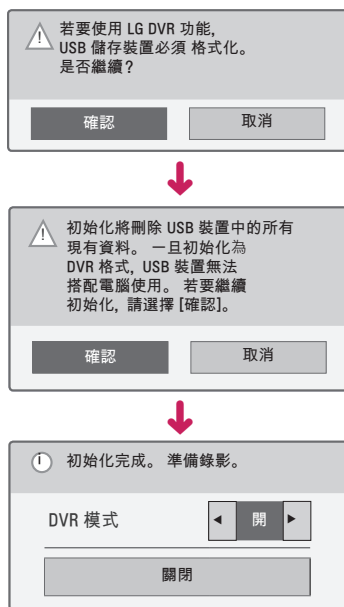 若要使用 LG DVR 功能,
USB 儲存裝置必須 格式化。
是否繼續?
確認 取消
初始化將刪除 USB 裝置中的所有
現有資料。 一旦初始化為
DVR 格式, USB 裝置無法
搭配電腦使用。 若要繼續
初始化, 請選擇 [確認]。
確認 取消
初始化完成。 準備錄影。
DVR 模式 ◀ 開 ▶
關閉